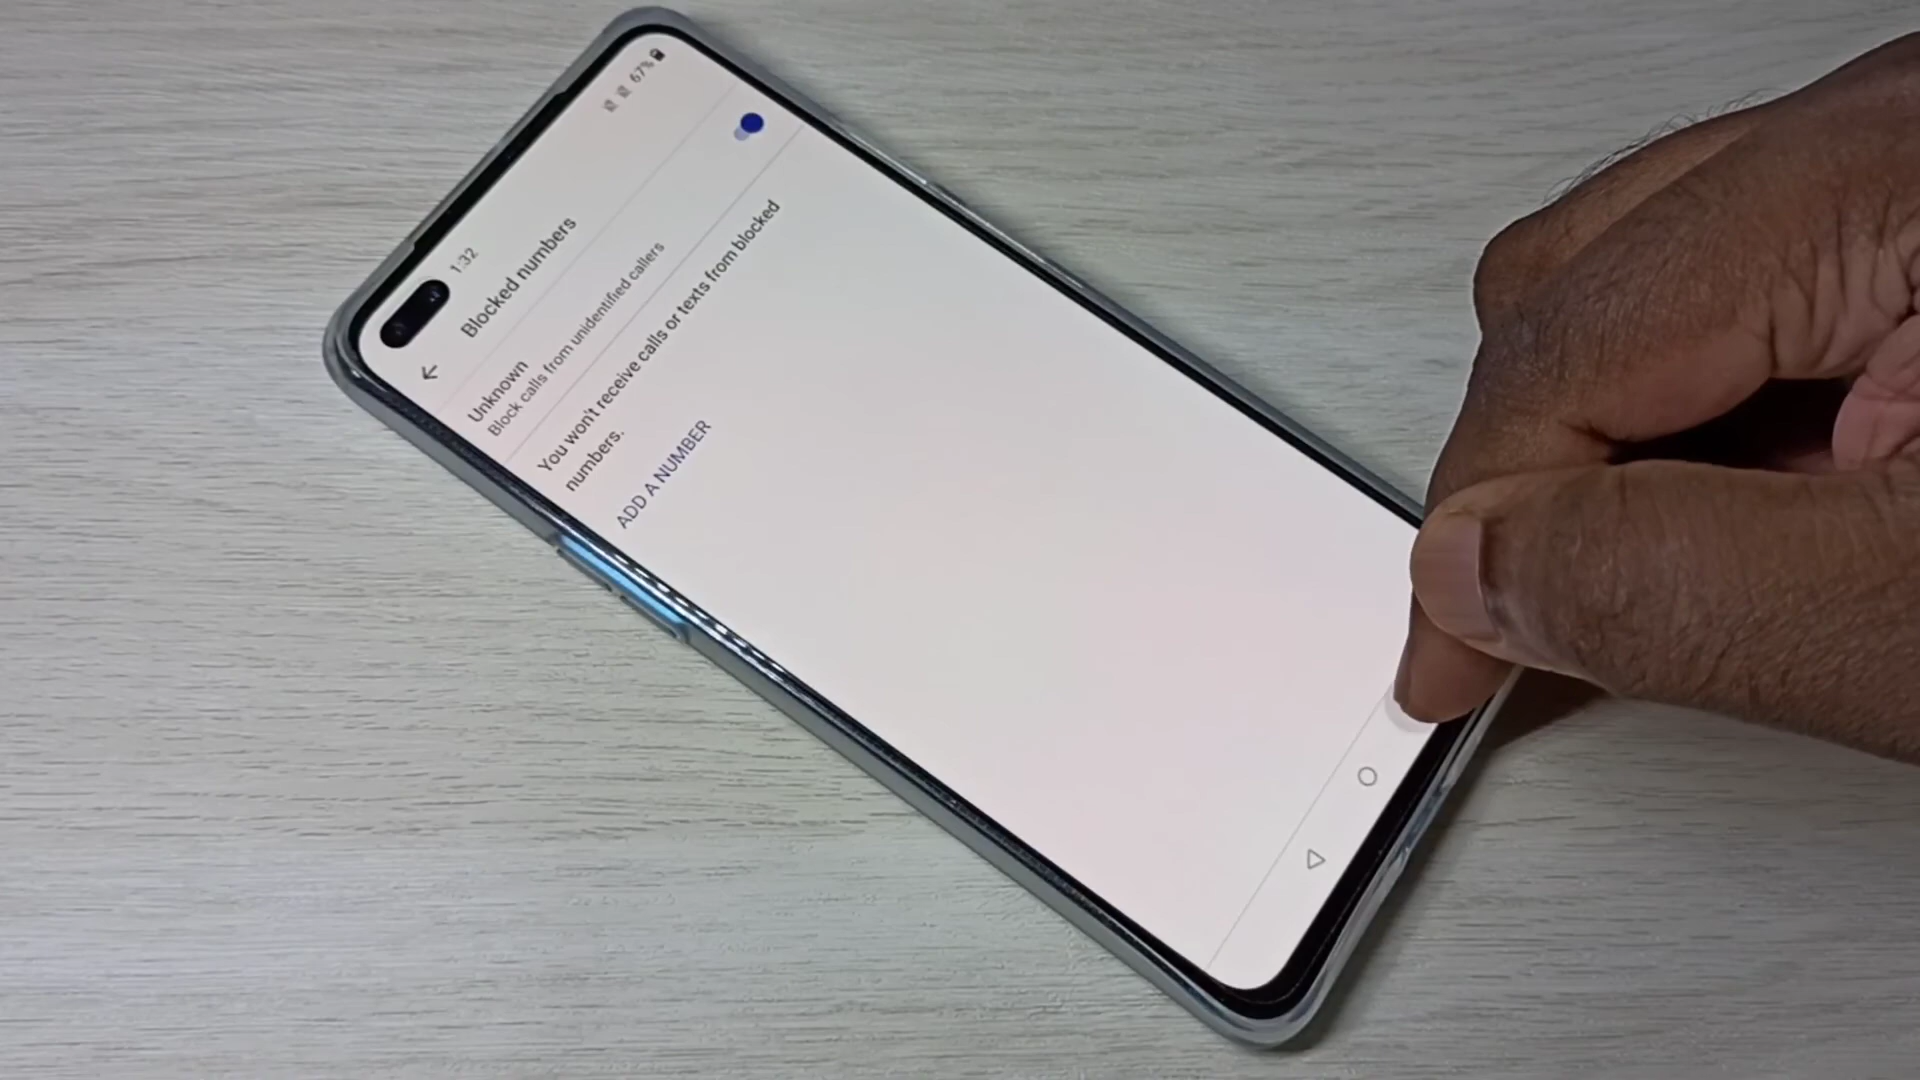 1:32
67%
Blocked numbers
Unknown
Block calls from unidentified callers
You won't receive calls or texts from blocked
numbers.
ADD A NUMBER